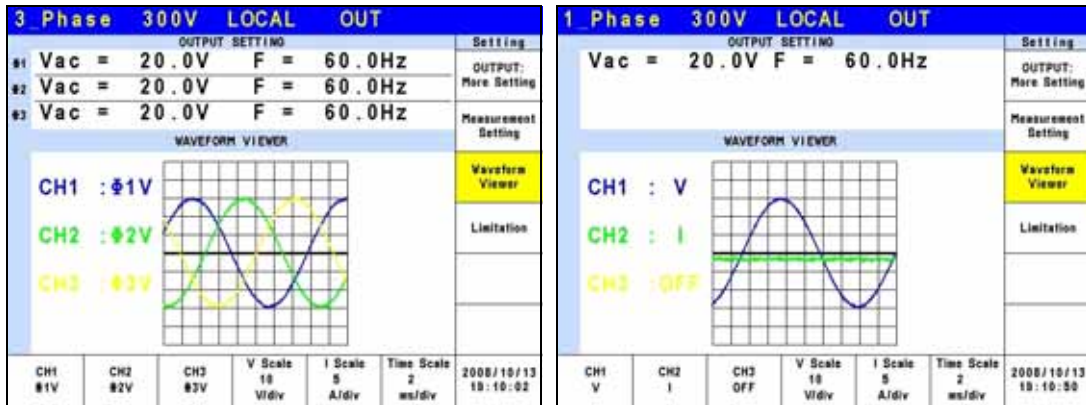 3_Phase 300V LOCAL OUT
OUTPUT SETTING
Setting
Φ1 Vac = 20.0V F = 60.0Hz
Φ2 Vac = 20.0V F = 60.0Hz
Φ3 Vac = 20.0V F = 60.0Hz
OUTPUT:
More Setting
Measurement
Setting
Waveform
Viewer
Limitation
WAVEFORM VIEWER
CH1 :Φ1V
CH2 :Φ2V
CH3 :Φ3V
CH1
Φ1V
CH2
Φ2V
CH3
Φ3V
V Scale
10
V/div
I Scale
5
A/div
Time Scale
2
ms/div
2008/10/13
19:10:02
1_Phase 300V LOCAL OUT
OUTPUT SETTING
Setting
Vac = 20.0V F = 60.0Hz
OUTPUT:
More Setting
Measurement
Setting
Waveform
Viewer
Limitation
WAVEFORM VIEWER
CH1 : V
CH2 : I
CH3 :OFF
CH1
V
CH2
I
CH3
OFF
V Scale
10
V/div
I Scale
5
A/div
Time Scale
2
ms/div
2008/10/13
19:10:50